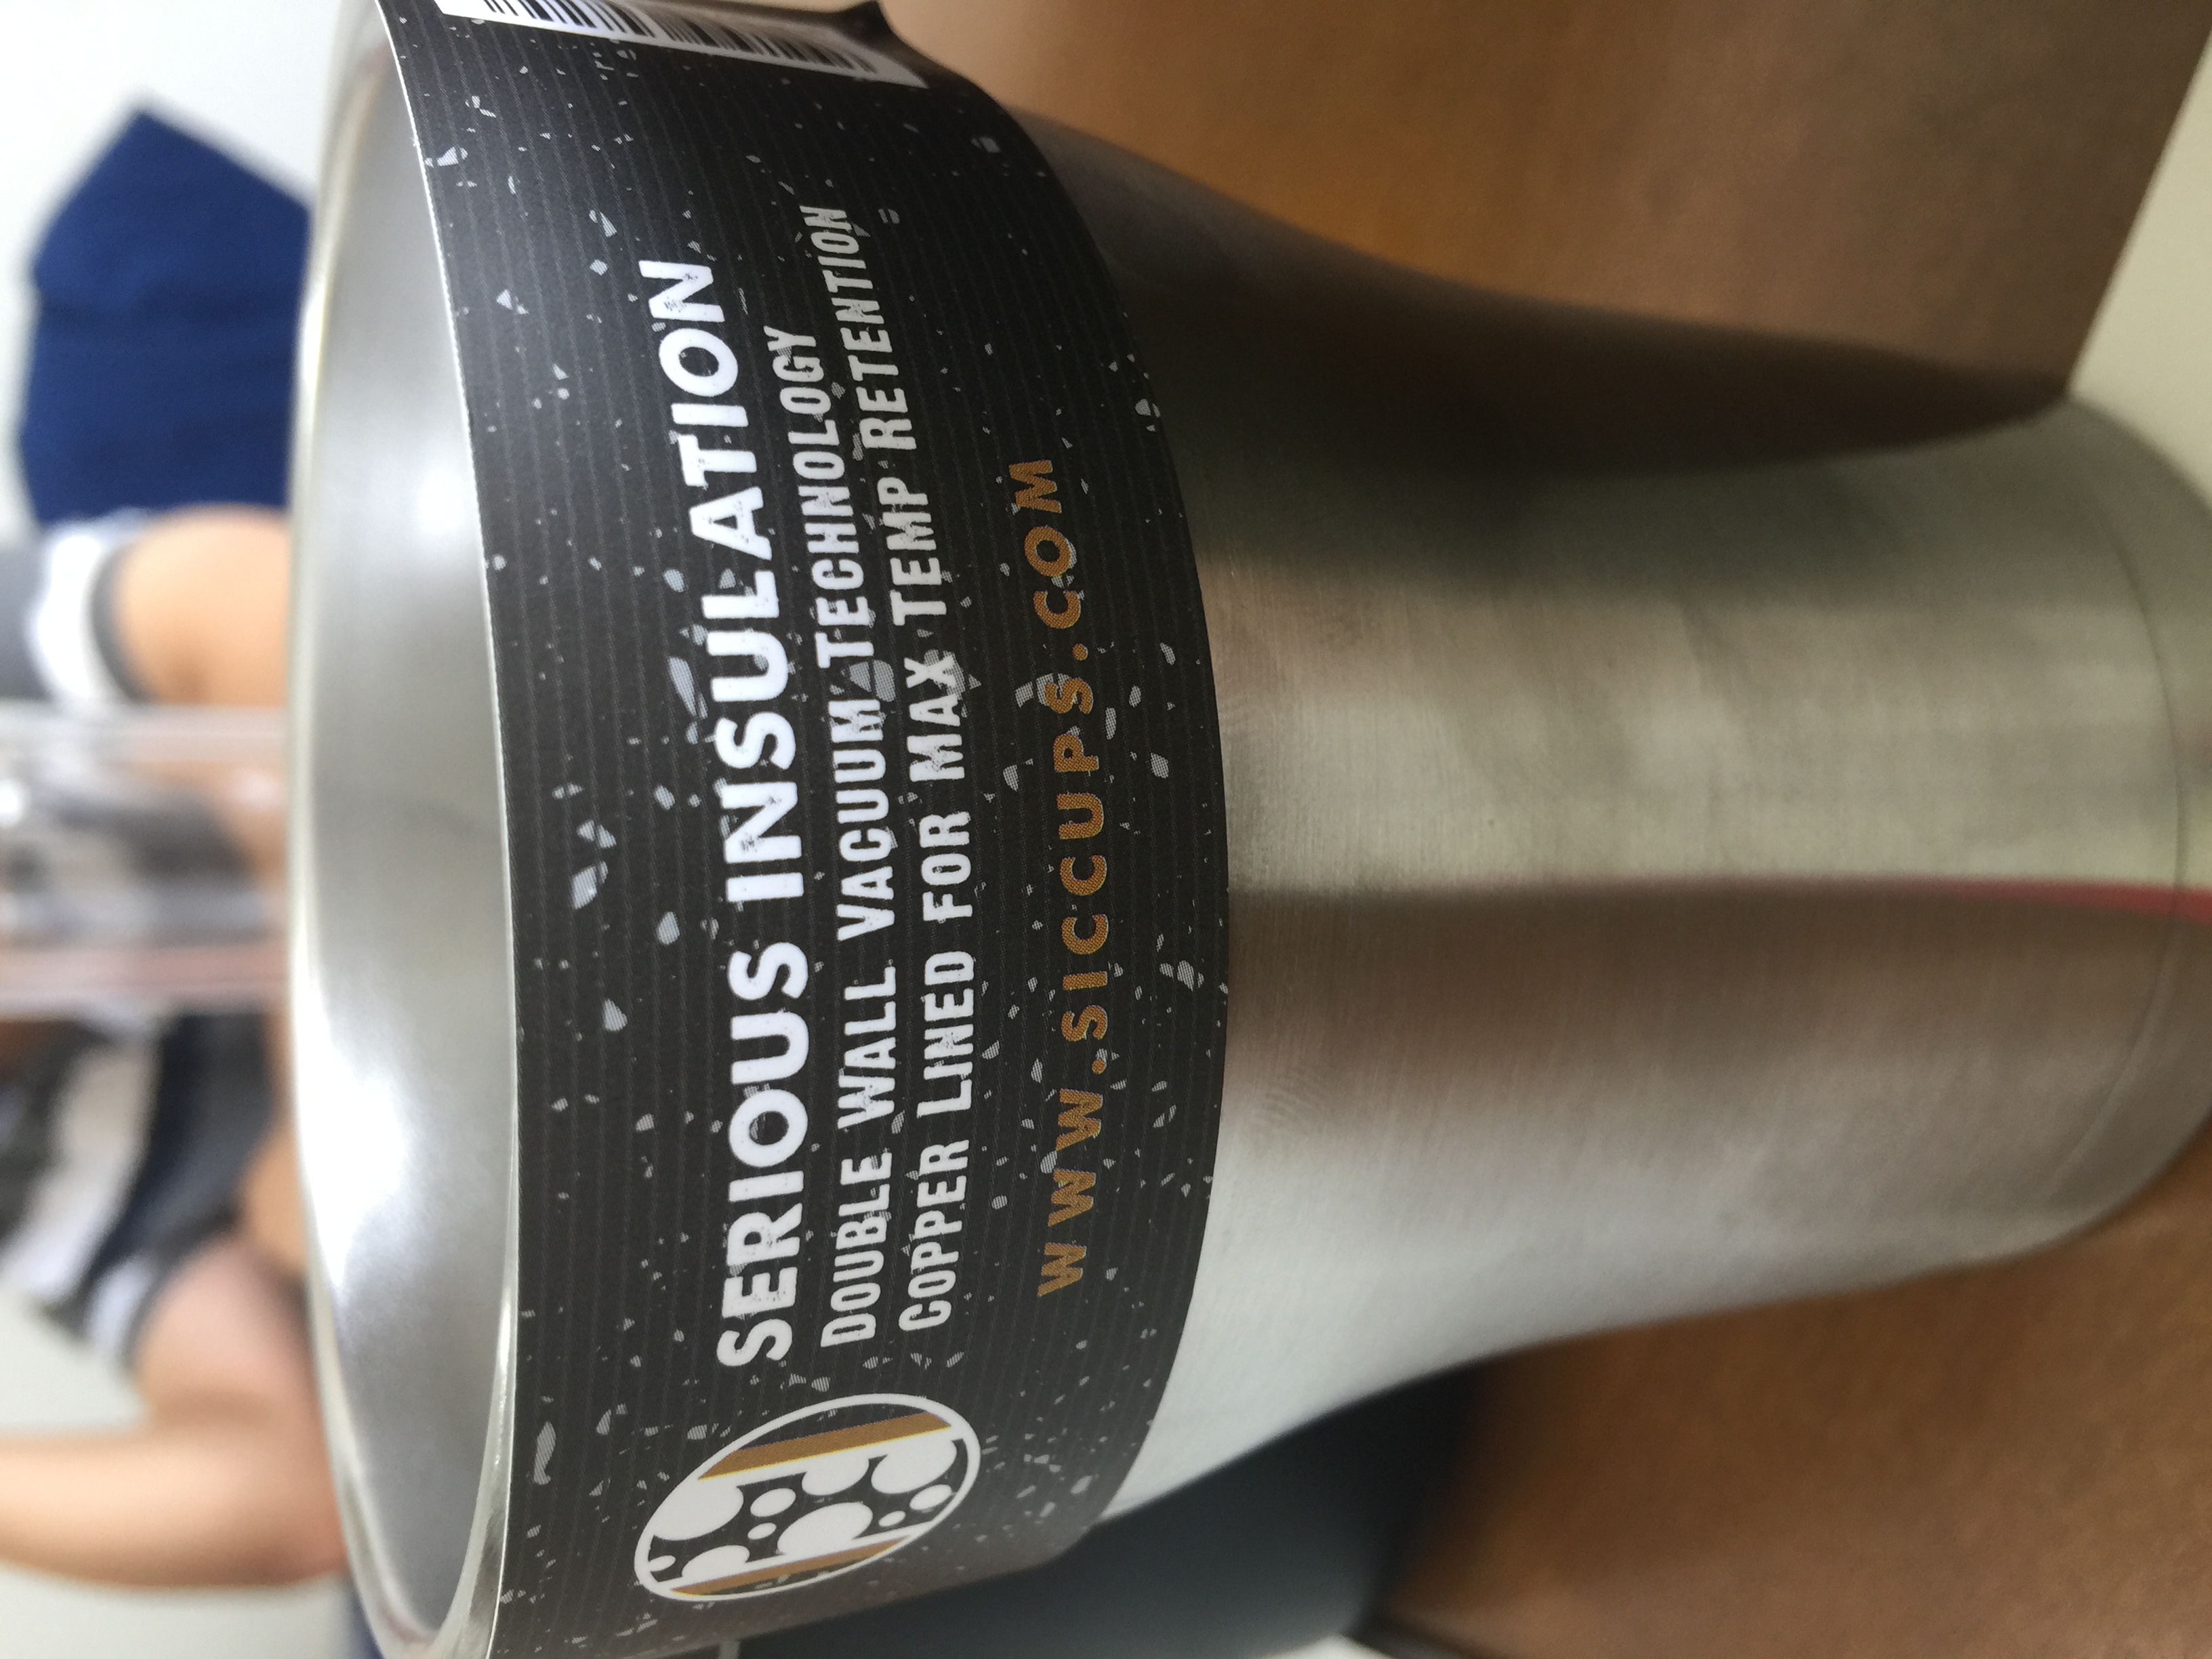 SERIOUS INSULATION
DOUBLE WALL VACUUM TECHNOLOGY
COPPER LINED FOR MAX TEMP RETENTION
WWW.SICCUPS.COM